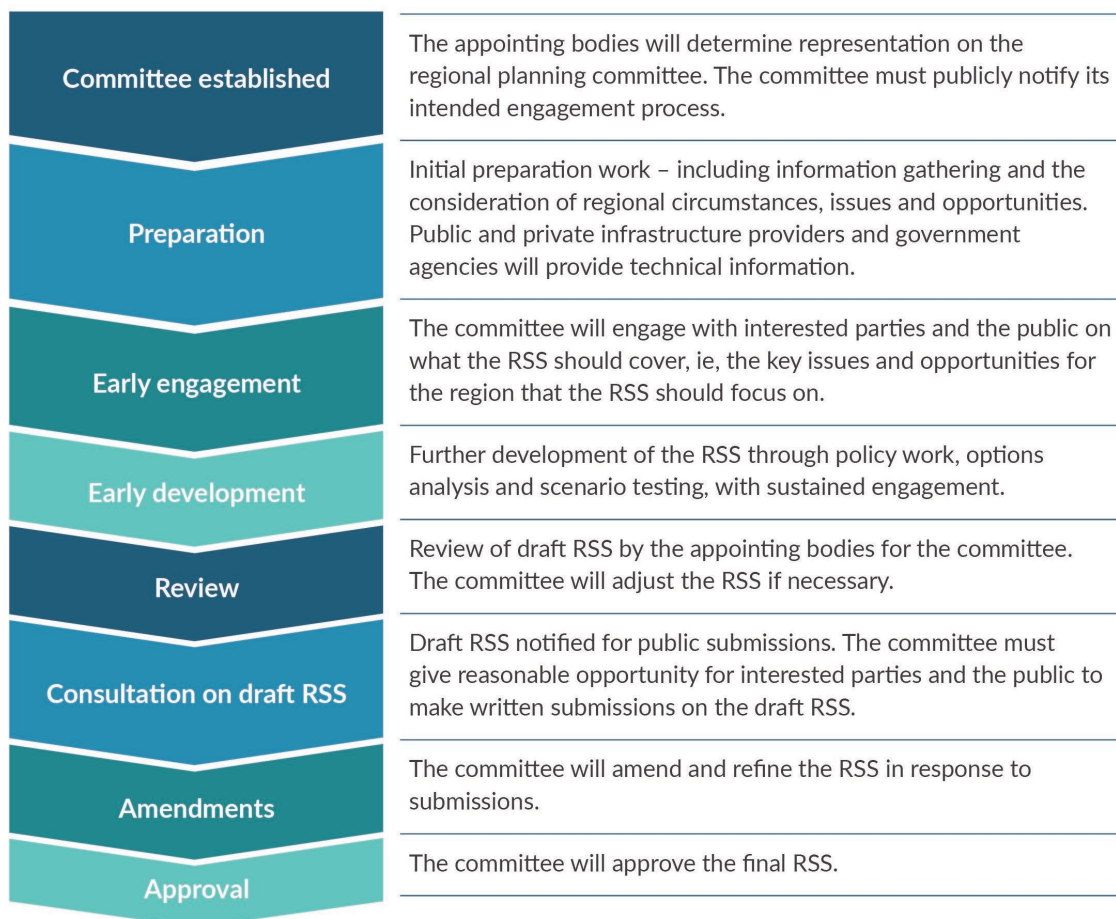 Committee established
The appointing bodies will determine representation on the
regional planning committee. The committee must publicly notify its
intended engagement process.
Preparation
Initial preparation work – including information gathering and the
consideration of regional circumstances, issues and opportunities.
Public and private infrastructure providers and government
agencies will provide technical information.
Early engagement
The committee will engage with interested parties and the public on
what the RSS should cover, ie, the key issues and opportunities for
the region that the RSS should focus on.
Early development
Further development of the RSS through policy work, options
analysis and scenario testing, with sustained engagement.
Review
Review of draft RSS by the appointing bodies for the committee.
The committee will adjust the RSS if necessary.
Consultation on draft RSS
Draft RSS notified for public submissions. The committee must
give reasonable opportunity for interested parties and the public to
make written submissions on the draft RSS.
Amendments
The committee will amend and refine the RSS in response to
submissions.
Approval
The committee will approve the final RSS.